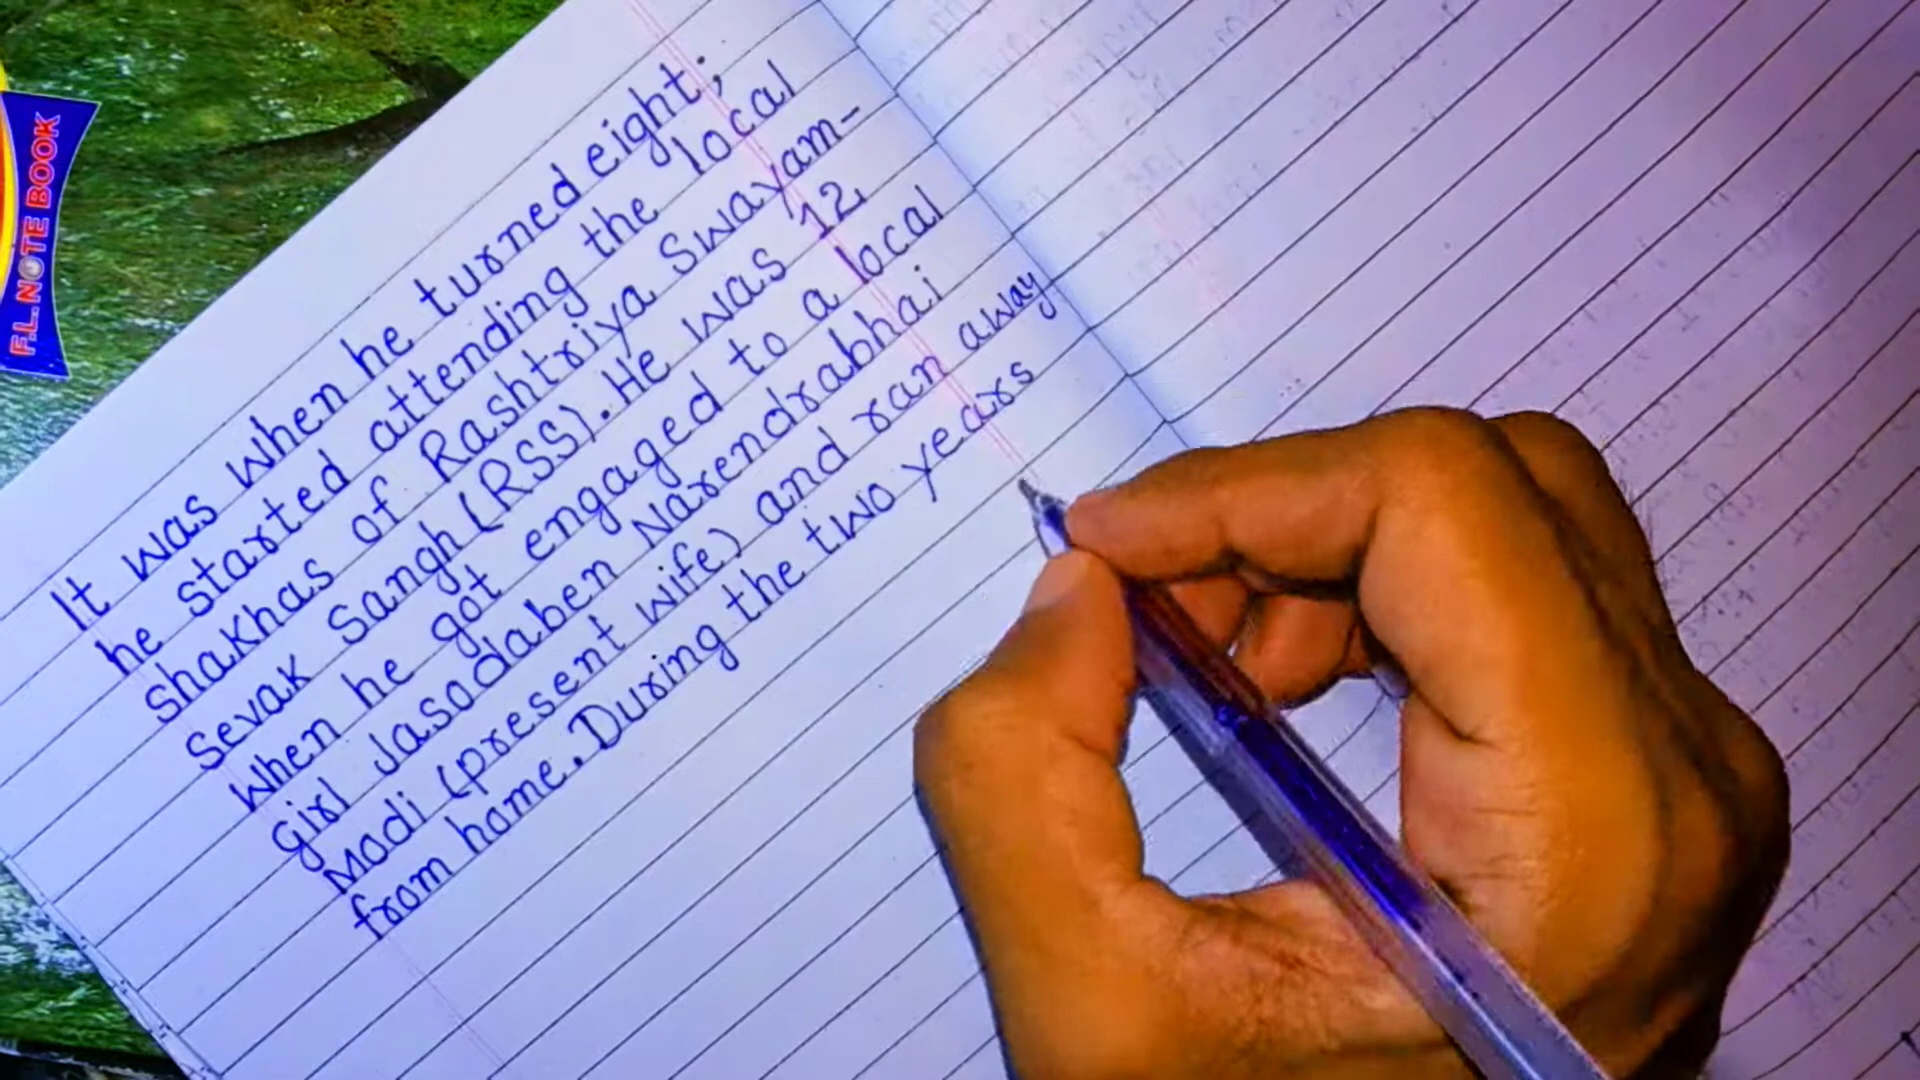 It was when he turned eight;
he started attending the local
shakhas of Rashtriya Swayam-
Sevak Sangh (RSS). He was 12,
When he got engaged to a local
girl Jasodaben Narendrabhai
Modi (present wife) and ran away
from home. During the two years
F.L. NOTE BOOK